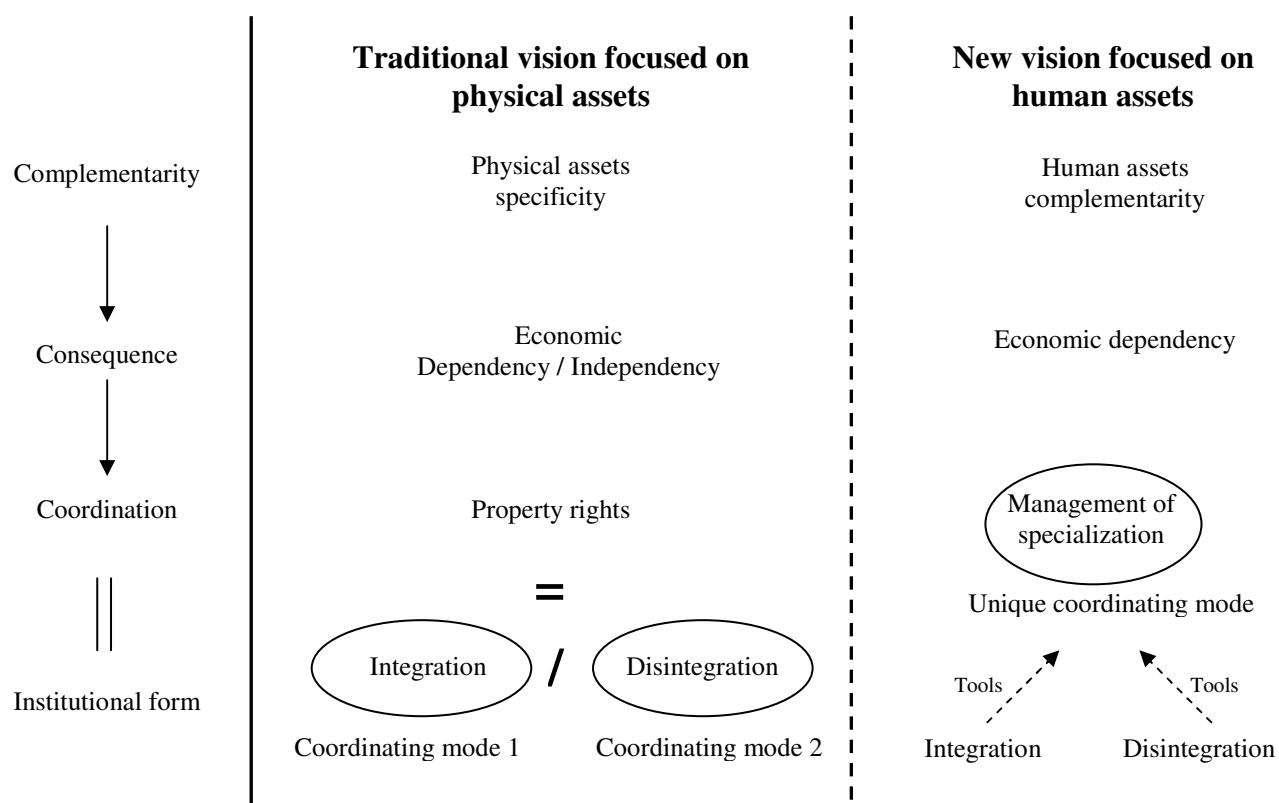 Traditional vision focused on
physical assets
New vision focused on
human assets
Complementarity
Physical assets
specificity
Human assets
complementarity
Consequence
Economic
Dependency / Independency
Economic dependency
Coordination
Property rights
Management of
specialization
=
Unique coordinating mode
Integration / Disintegration
Tools Tools
Institutional form
Coordinating mode 1 Coordinating mode 2
Integration Disintegration